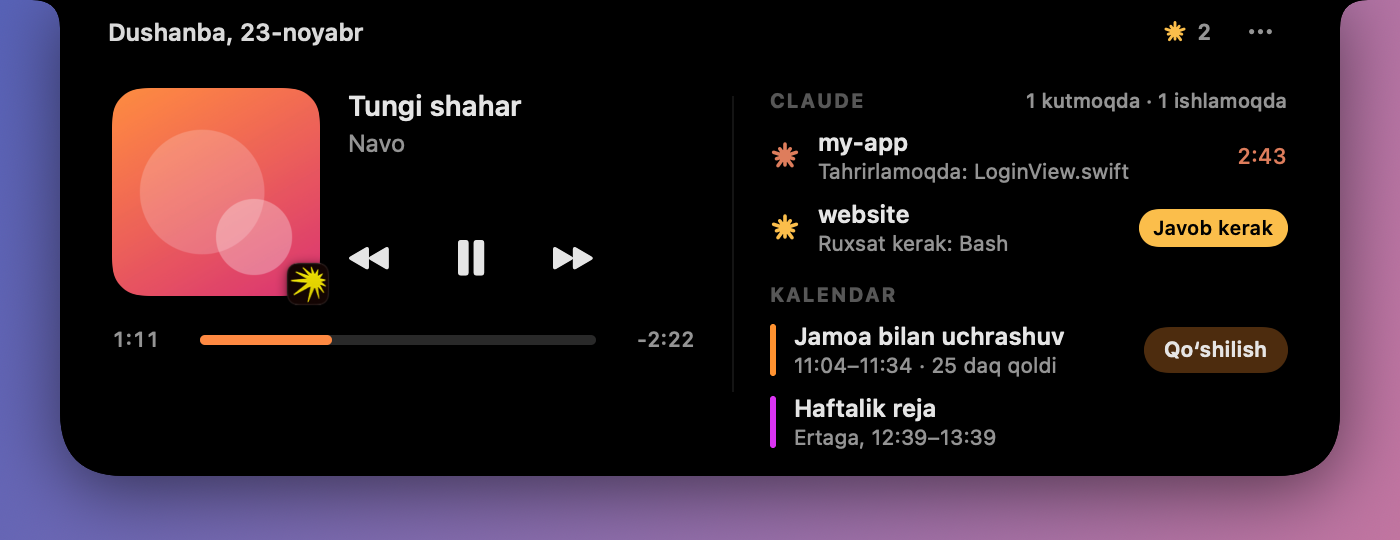 Dushanba, 23-noyabr
2
Tungi shahar
Navo
1:11
-2:22
CLAUDE
1 kutmoqda · 1 ishlamoqda
my-app
Tahrirlamoqda: LoginView.swift
2:43
website
Ruxsat kerak: Bash
Javob kerak
KALENDAR
Jamoa bilan uchrashuv
11:04–11:34 · 25 daq qoldi
Qoʻshilish
Haftalik reja
Ertaga, 12:39–13:39